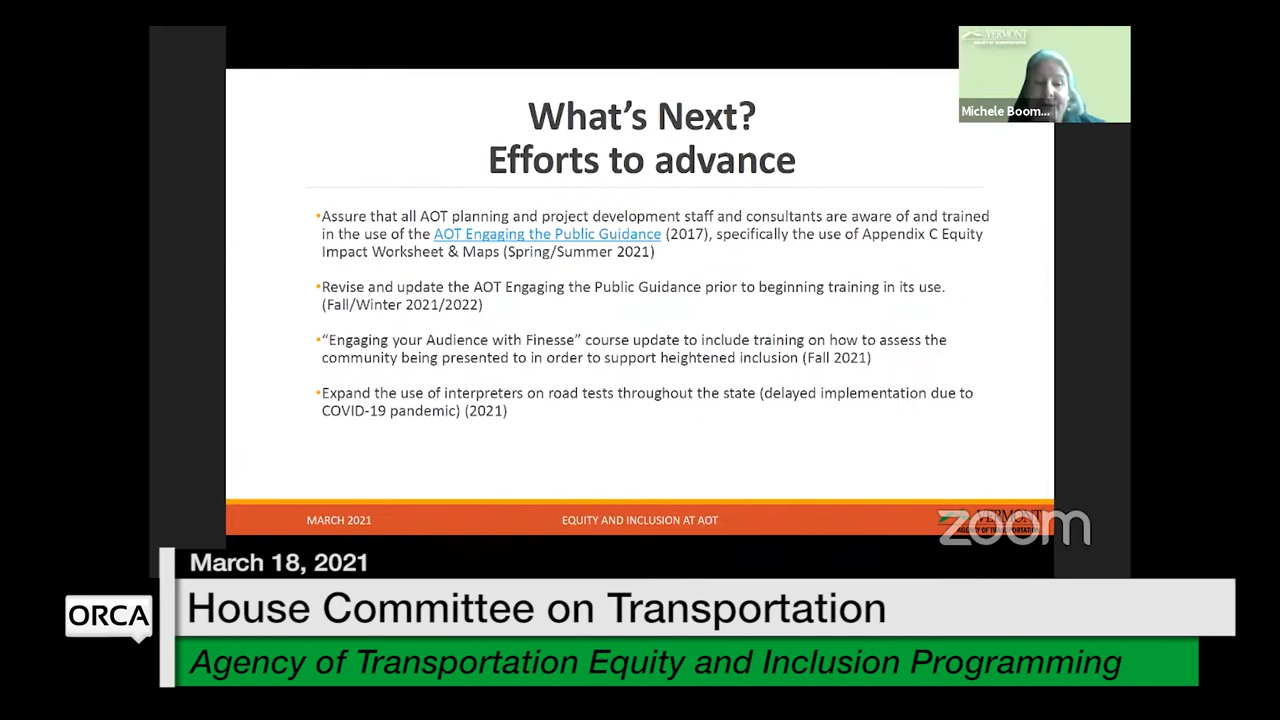 VERMONT
Michele Boom...
What's Next?
Efforts to advance
•Assure that all AOT planning and project development staff and consultants are aware of and trained
in the use of the AOT Engaging the Public Guidance (2017), specifically the use of Appendix C Equity
Impact Worksheet & Maps (Spring/Summer 2021)
•Revise and update the AOT Engaging the Public Guidance prior to beginning training in its use.
(Fall/Winter 2021/2022)
•“Engaging your Audience with Finesse” course update to include training on how to assess the
community being presented to in order to support heightened inclusion (Fall 2021)
•Expand the use of interpreters on road tests throughout the state (delayed implementation due to
COVID-19 pandemic) (2021)
MARCH 2021
EQUITY AND INCLUSION AT AOT
VERMONT
AGENCY OF TRANSPORTATION
zoom
March 18, 2021
ORCA
House Committee on Transportation
Agency of Transportation Equity and Inclusion Programming